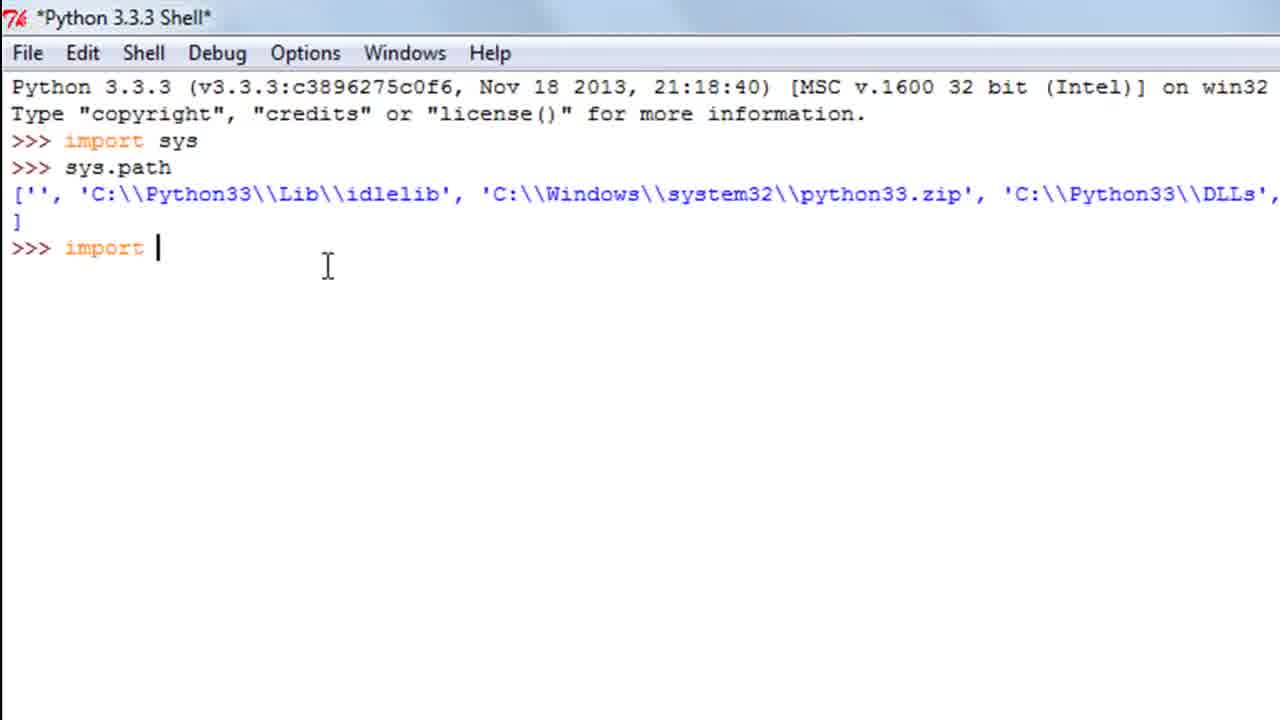 *Python 3.3.3 Shell*
File Edit Shell Debug Options Windows Help
Python 3.3.3 (v3.3.3:c3896275c0f6, Nov 18 2013, 21:18:40) [MSC v.1600 32 bit (Intel)] on win32
Type "copyright", "credits" or "license()" for more information.
>>> import sys
>>> sys.path
['', 'C:\\Python33\\Lib\\idlelib', 'C:\\Windows\\system32\\python33.zip', 'C:\\Python33\\DLLs',
]
>>> import